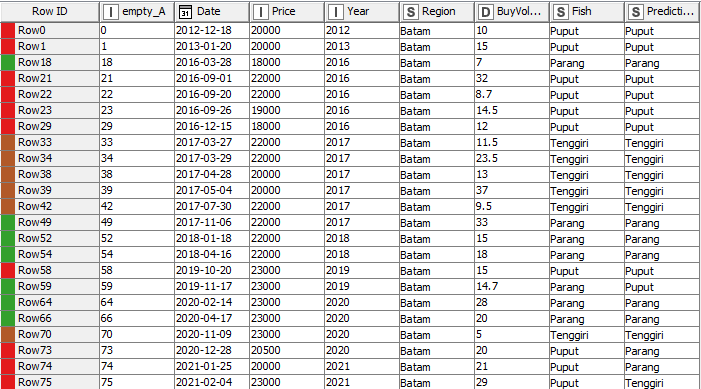 Row ID I empty_A 31 Date I Price I Year S Region D BuyVol... S Fish S Predicti...
Row0 0 2012-12-18 20000 2012 Batam 10 Puput Puput
Row1 1 2013-01-20 20000 2013 Batam 15 Puput Puput
Row18 18 2016-03-28 18000 2016 Batam 7 Parang Parang
Row21 21 2016-09-01 22000 2016 Batam 32 Puput Puput
Row22 22 2016-09-20 22000 2016 Batam 8.7 Puput Puput
Row23 23 2016-09-26 19000 2016 Batam 14.5 Puput Puput
Row29 29 2016-12-15 18000 2016 Batam 12 Puput Puput
Row33 33 2017-03-27 22000 2017 Batam 11.5 Tenggiri Tenggiri
Row34 34 2017-03-29 22000 2017 Batam 23.5 Tenggiri Tenggiri
Row38 38 2017-04-28 20000 2017 Batam 13 Tenggiri Tenggiri
Row39 39 2017-05-04 22000 2017 Batam 37 Tenggiri Tenggiri
Row42 42 2017-07-30 22000 2017 Batam 9.5 Tenggiri Tenggiri
Row49 49 2017-11-06 22000 2017 Batam 33 Parang Parang
Row52 52 2018-01-18 22000 2018 Batam 15 Parang Parang
Row54 54 2018-04-16 22000 2018 Batam 15 Parang Parang
Row58 58 2019-10-20 23000 2019 Batam 15 Puput Puput
Row59 59 2019-11-17 23000 2019 Batam 14.7 Parang Puput
Row64 64 2020-02-14 23000 2020 Batam 28 Parang Parang
Row66 66 2020-04-17 23000 2020 Batam 20 Parang Parang
Row70 70 2020-11-09 23000 2020 Batam 5 Tenggiri Tenggiri
Row73 73 2020-12-28 20500 2020 Batam 20 Puput Parang
Row74 74 2021-01-25 20000 2021 Batam 21 Puput Parang
Row75 75 2021-02-04 23000 2021 Batam 29 Puput Tenggiri